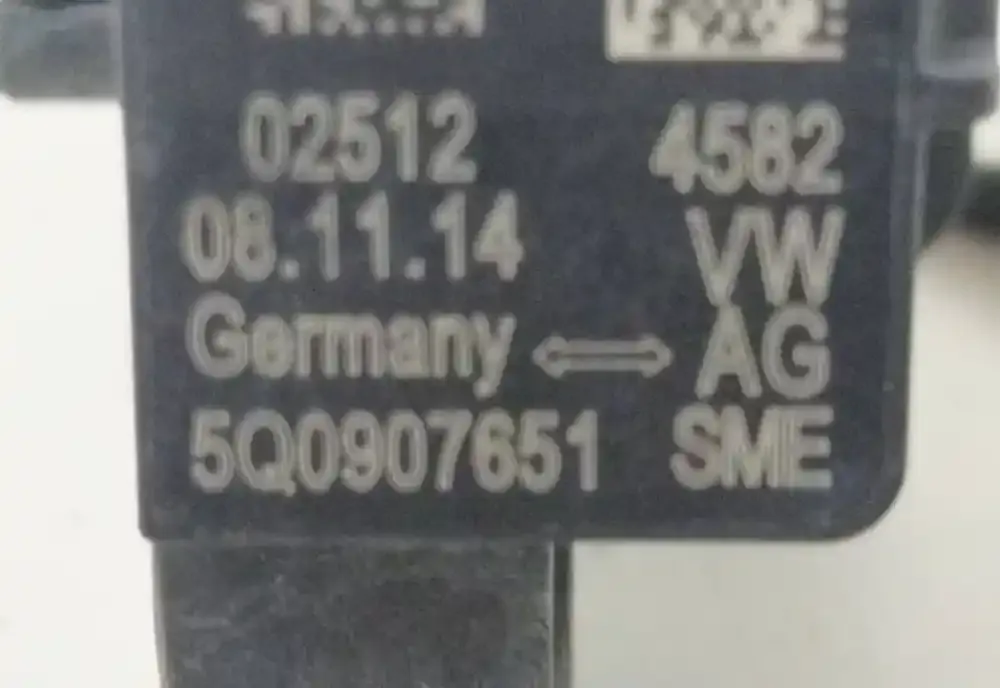 02512 4582
08.11.14 VW
Germany ⟺ AG
5Q0907651 SME